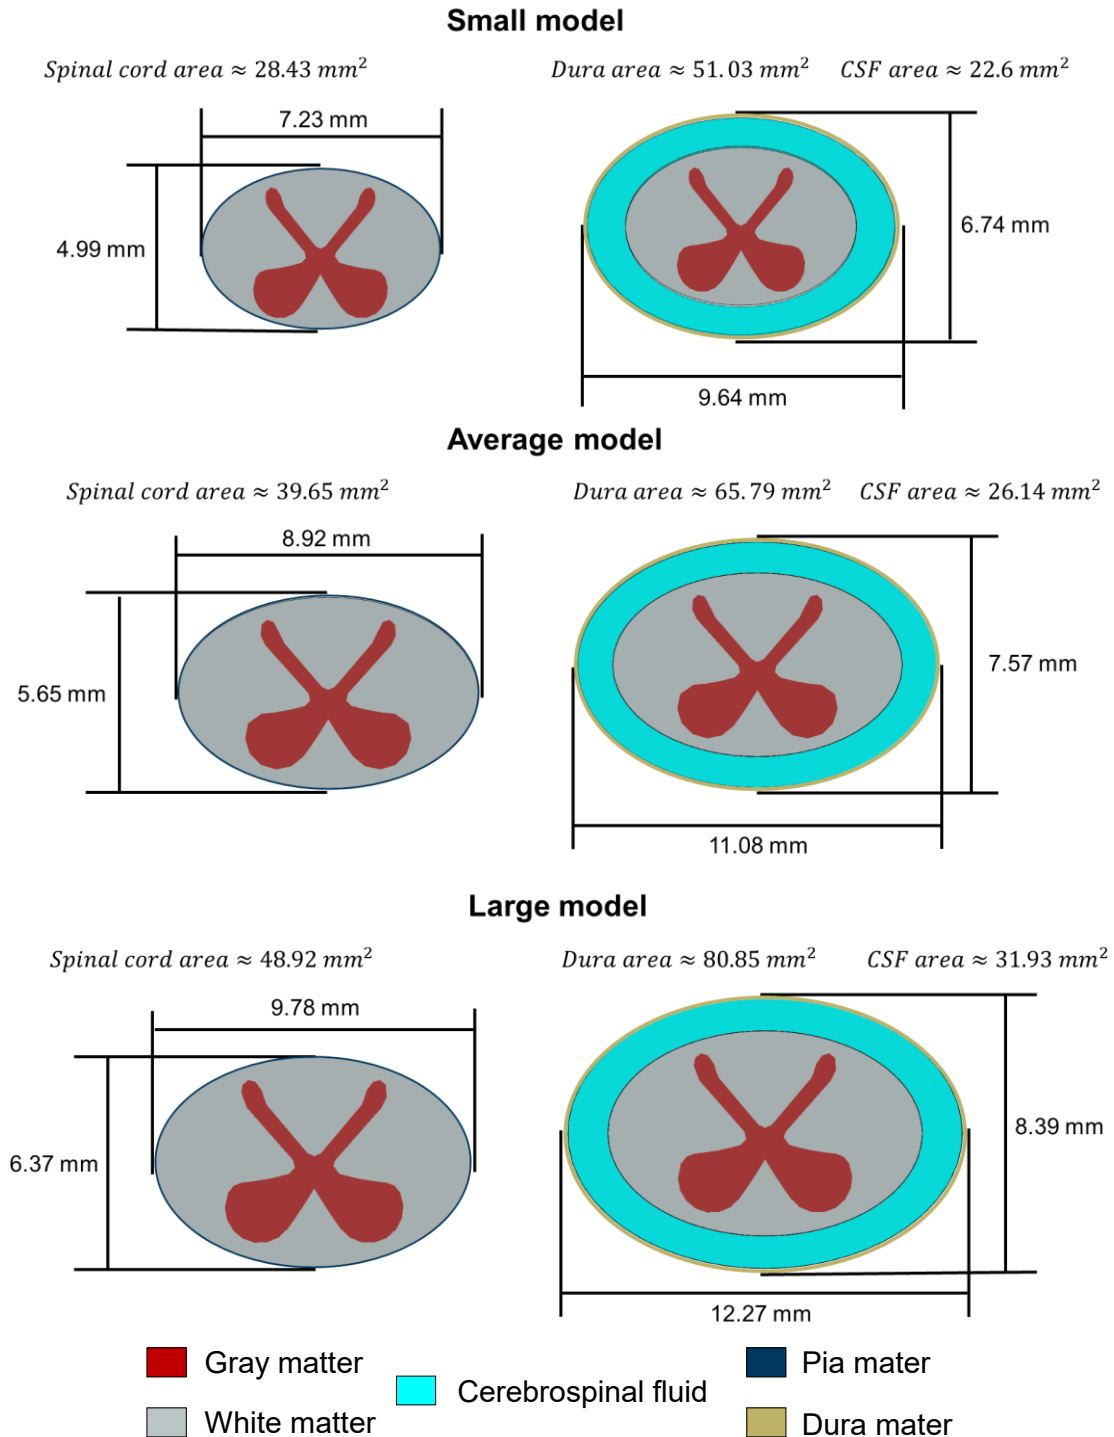 Small model
Spinal cord area ≈ 28.43 mm²
Dura area ≈ 51.03 mm² CSF area ≈ 22.6 mm²
7.23 mm
4.99 mm
6.74 mm
9.64 mm
Average model
Spinal cord area ≈ 39.65 mm²
Dura area ≈ 65.79 mm² CSF area ≈ 26.14 mm²
8.92 mm
5.65 mm
7.57 mm
11.08 mm
Large model
Spinal cord area ≈ 48.92 mm²
Dura area ≈ 80.85 mm² CSF area ≈ 31.93 mm²
9.78 mm
6.37 mm
8.39 mm
12.27 mm
Gray matter
Pia mater
Cerebrospinal fluid
White matter
Dura mater